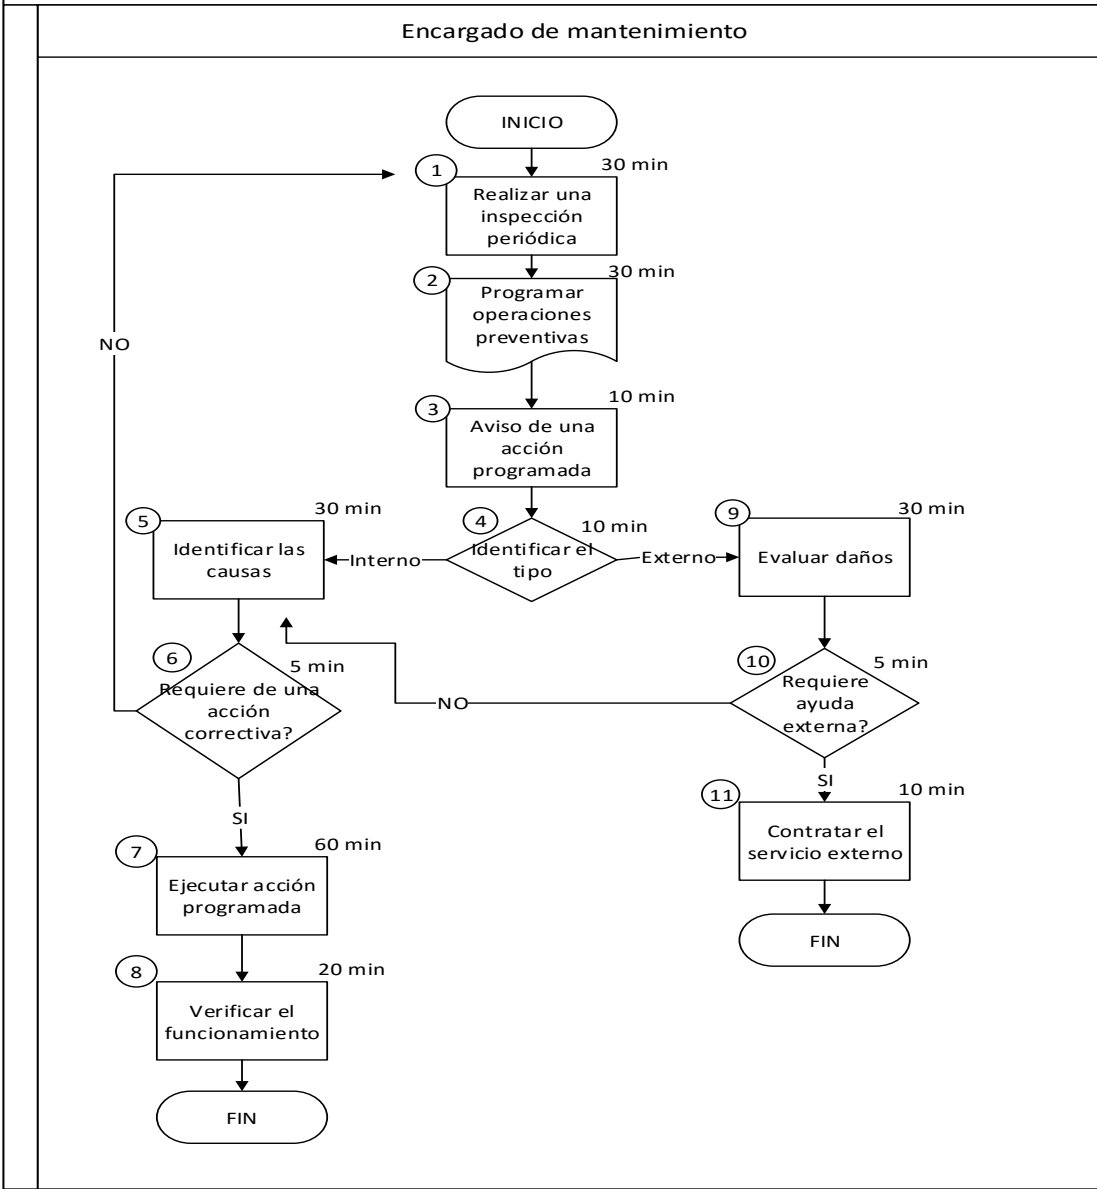 Encargado de mantenimiento
INICIO
1
30 min
Realizar una
inspección
periódica
2
30 min
Programar
operaciones
preventivas
NO
3
10 min
Aviso de una
acción
programada
5
30 min
Identificar las
causas
4
10 min
Identificar el
tipo
Interno
Externo
9
30 min
Evaluar daños
6
5 min
Requiere de una
acción
correctiva?
NO
10
5 min
Requiere
ayuda
externa?
SI
SI
11
10 min
Contratar el
servicio externo
7
60 min
Ejecutar acción
programada
FIN
8
20 min
Verificar el
funcionamiento
FIN